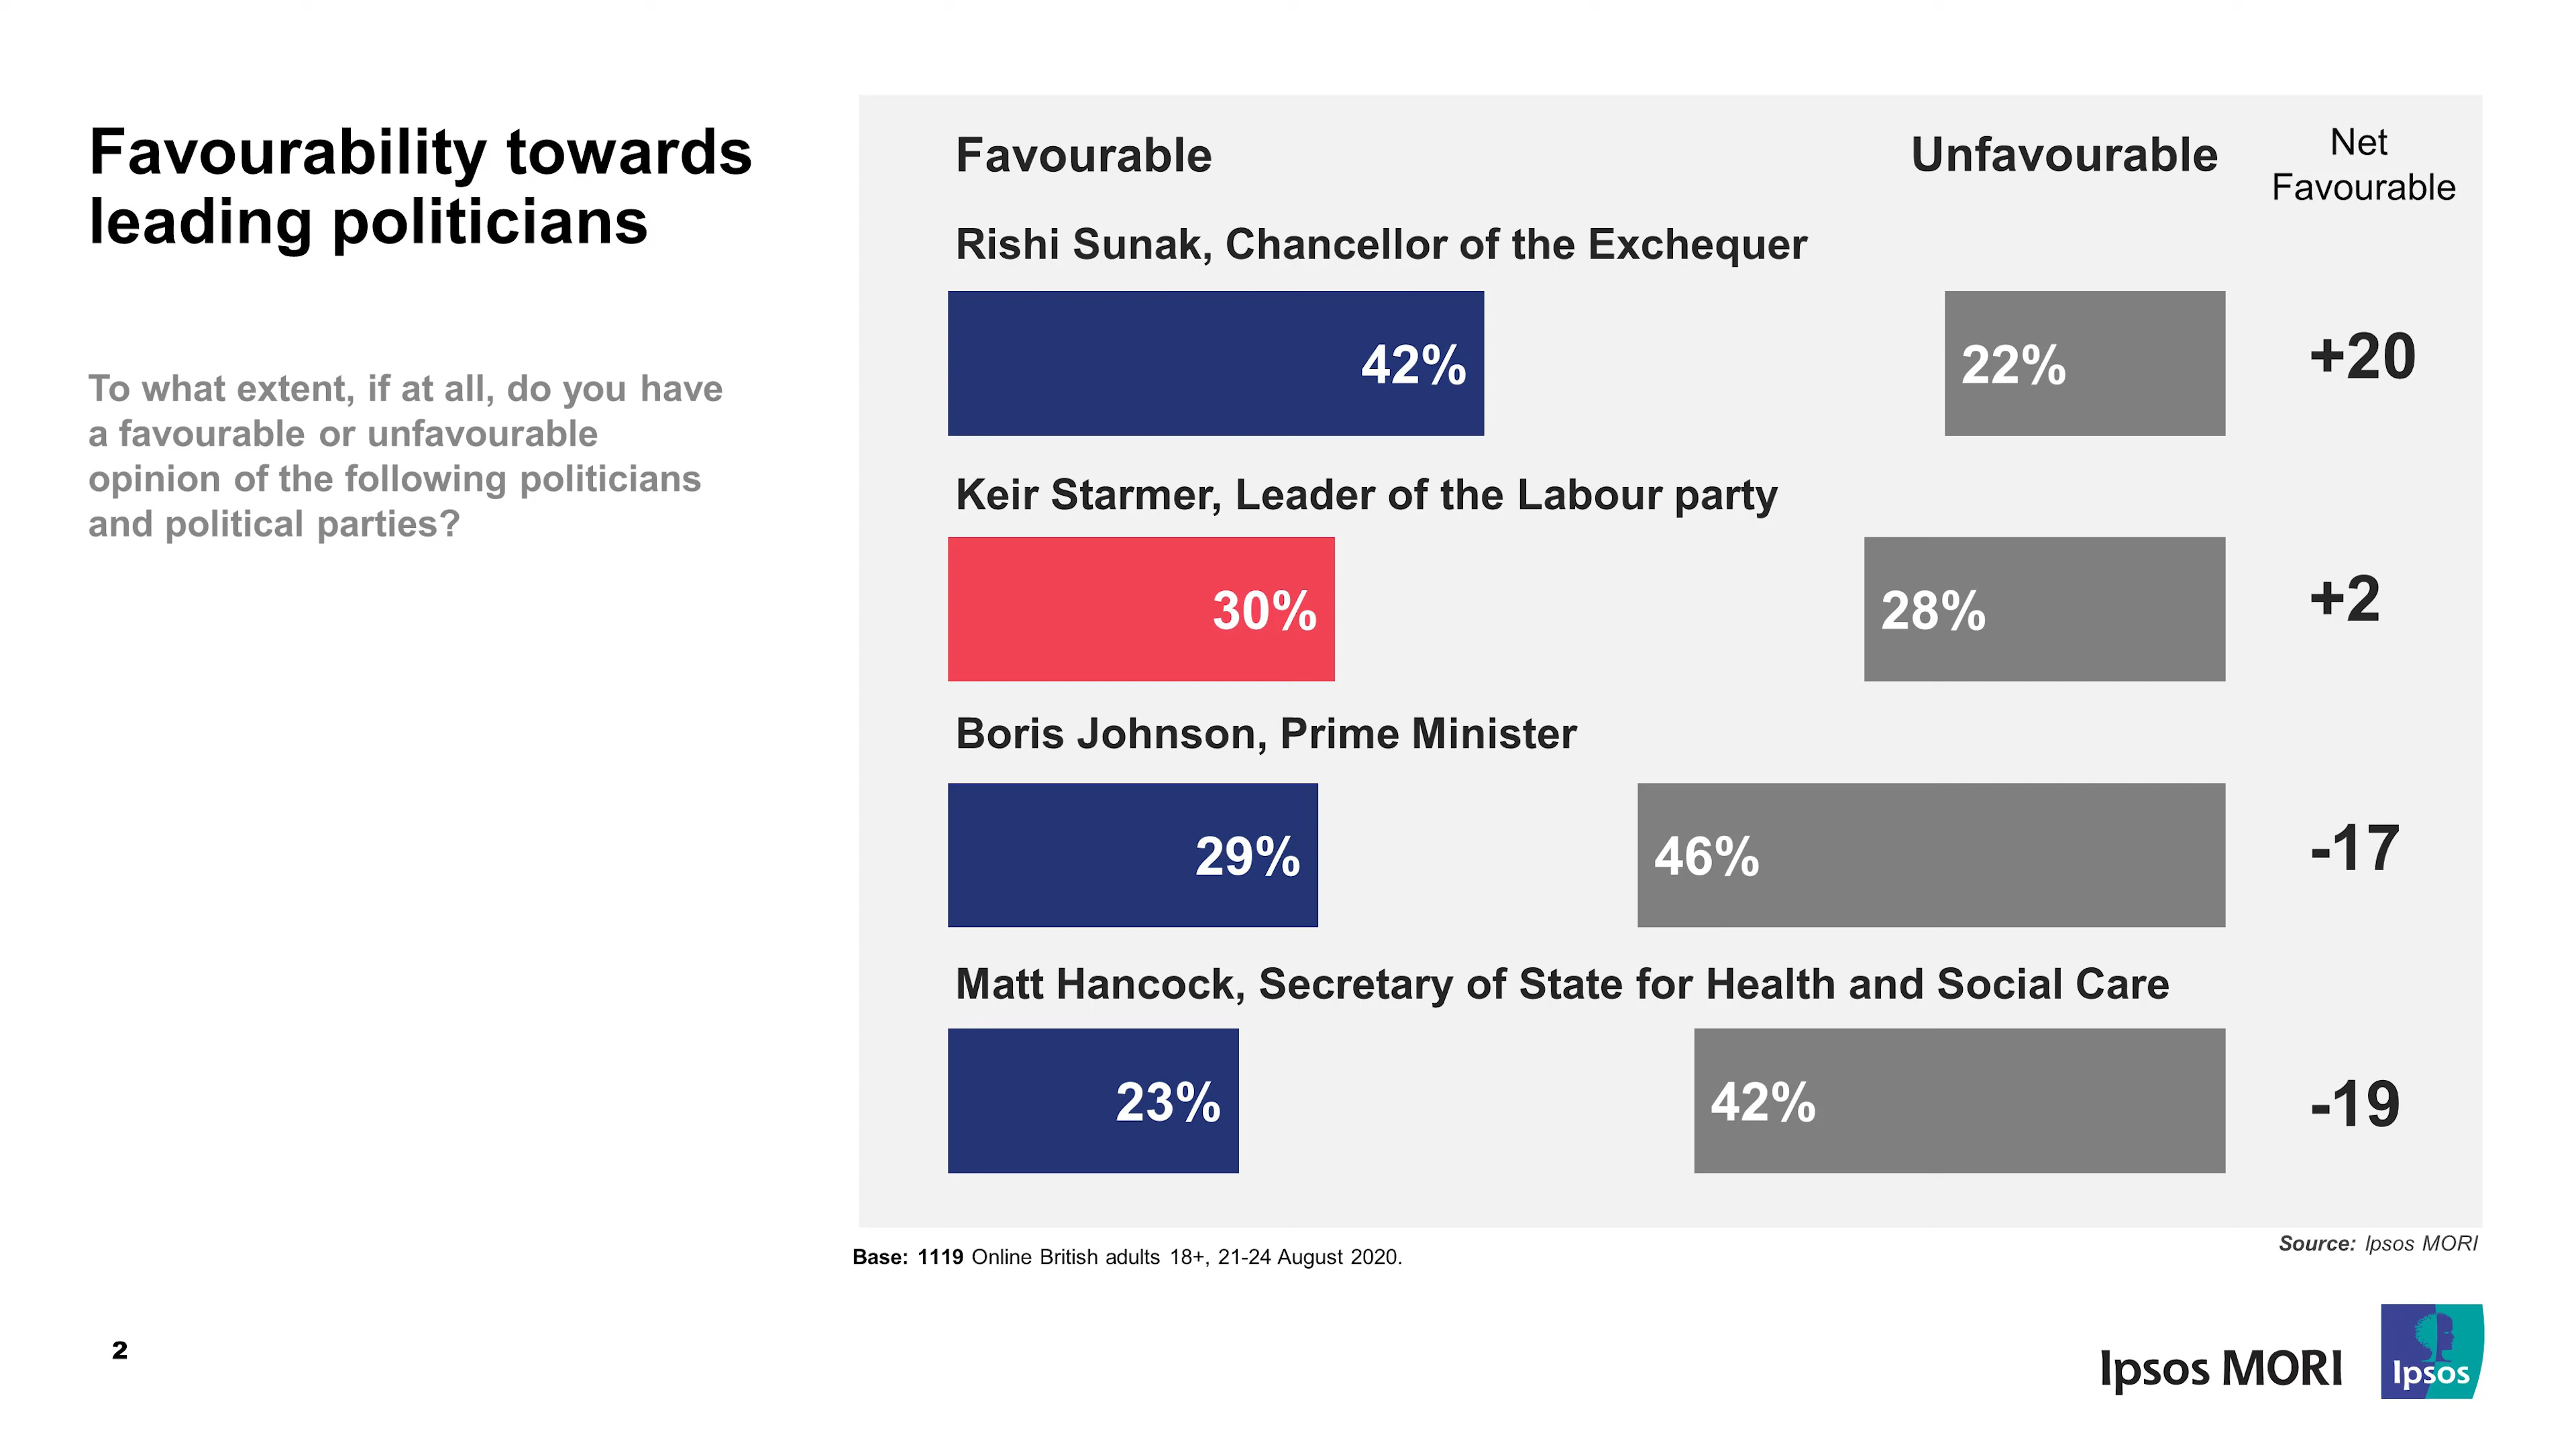 Favourability towards
leading politicians
To what extent, if at all, do you have
a favourable or unfavourable
opinion of the following politicians
and political parties?
Favourable
Unfavourable
Net
Favourable
Rishi Sunak, Chancellor of the Exchequer
42%
22%
+20
Keir Starmer, Leader of the Labour party
30%
28%
+2
Boris Johnson, Prime Minister
29%
46%
-17
Matt Hancock, Secretary of State for Health and Social Care
23%
42%
-19
Base: 1119 Online British adults 18+, 21-24 August 2020.
Source: Ipsos MORI
2
Ipsos MORI
Ipsos